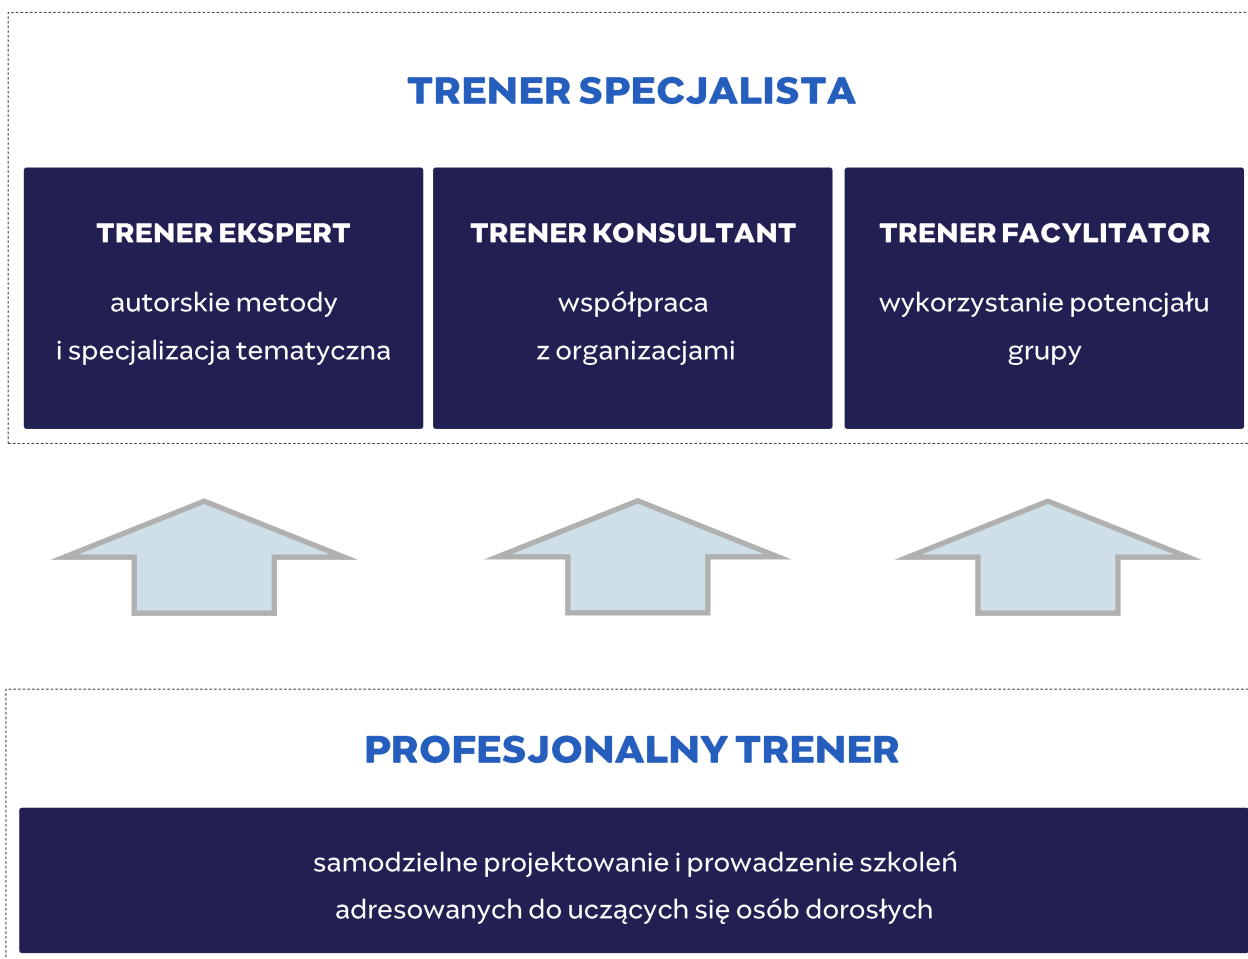 TRENER SPECJALISTA
TRENER EKSPERT
autorskie metody
i specjalizacja tematyczna
TRENER KONSULTANT
współpraca
z organizacjami
TRENER FACYLITATOR
wykorzystanie potencjału
grupy
PROFESJONALNY TRENER
samodzielne projektowanie i prowadzenie szkoleń
adresowanych do uczących się osób dorosłych